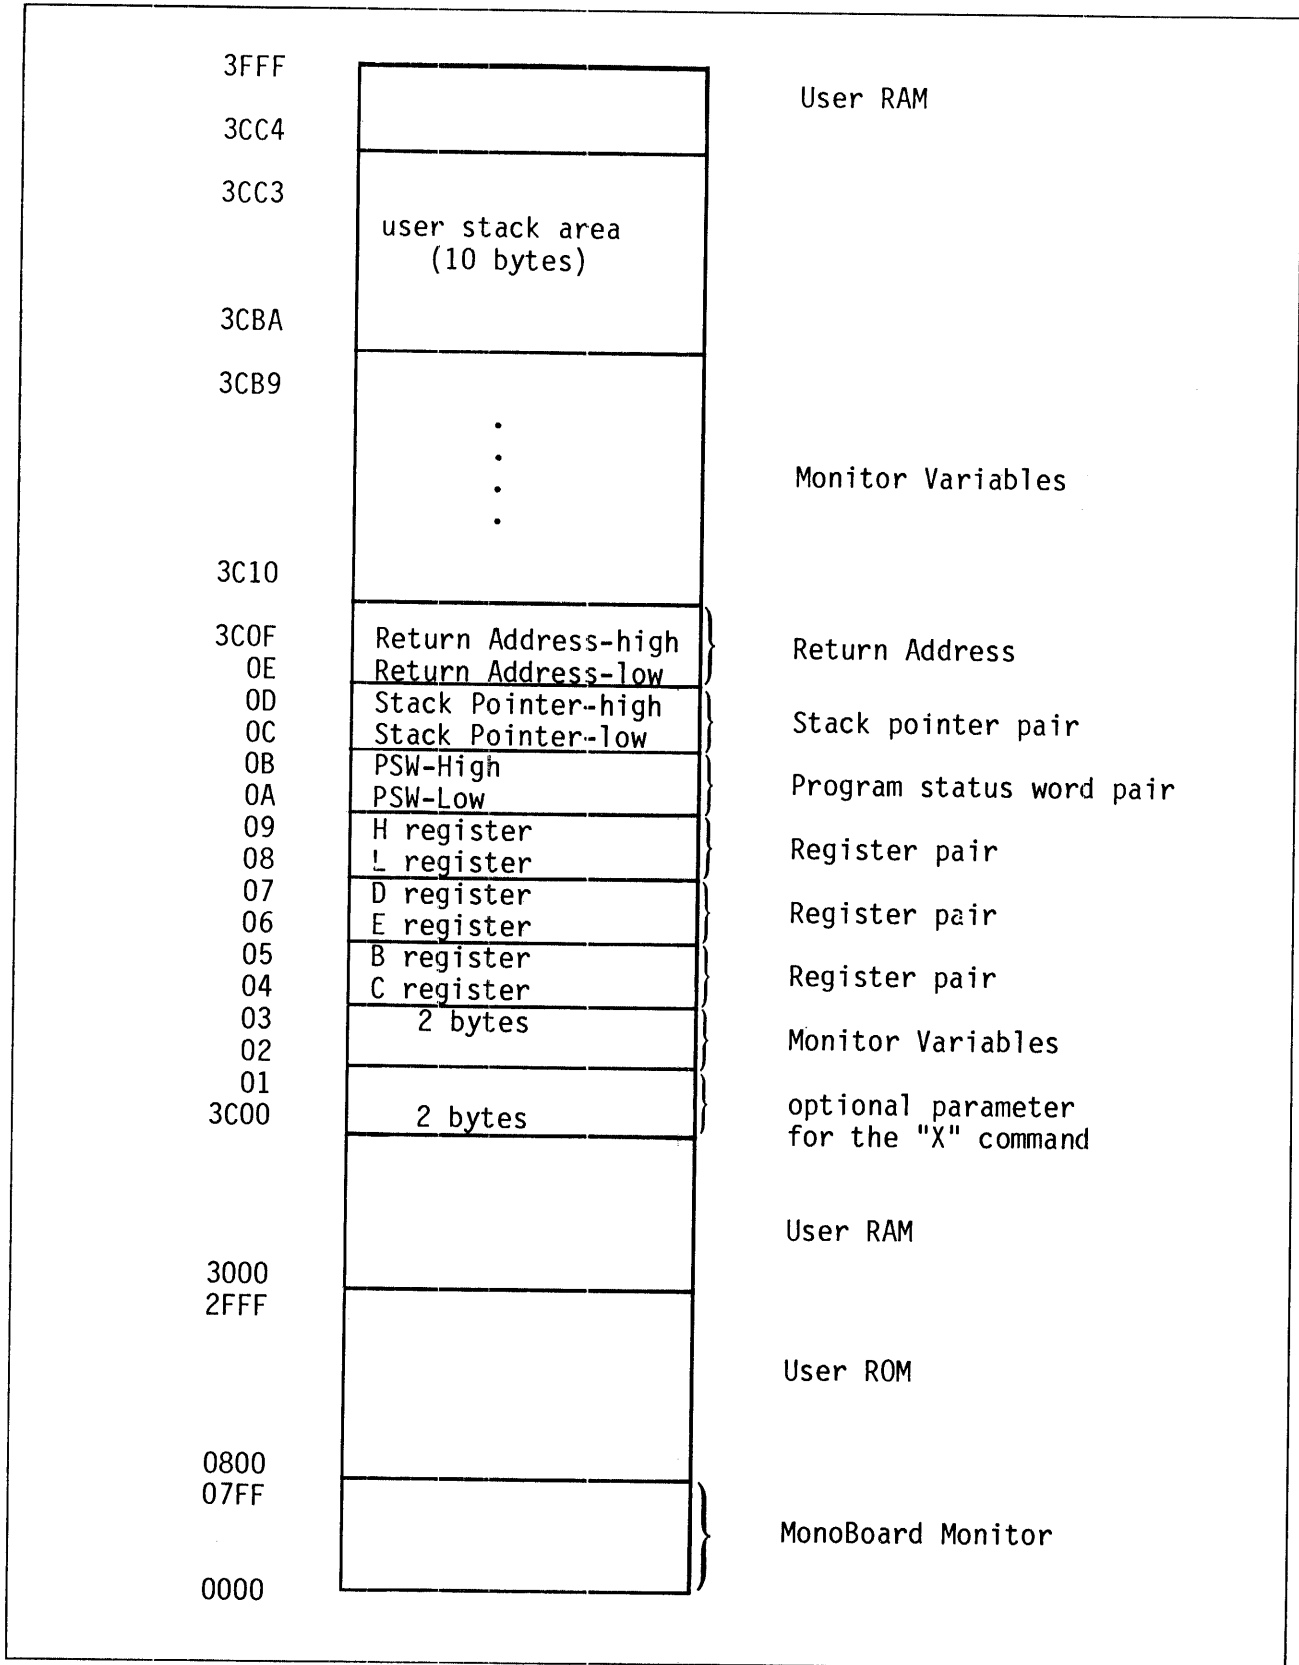 3FFF
User RAM
3CC4
3CC3
user stack area
(10 bytes)
3CBA
3CB9
.
.
.
.
Monitor Variables
3C10
3C0F Return Address-high
Return Address
0E Return Address-low
0D Stack Pointer-high
Stack pointer pair
0C Stack Pointer-low
0B PSW-High
Program status word pair
0A PSW-Low
09 H register
Register pair
08 L register
07 D register
Register pair
06 E register
05 B register
Register pair
04 C register
03 2 bytes
Monitor Variables
02
01
3C00 2 bytes
optional parameter
for the "X" command
User RAM
3000
2FFF
User ROM
0800
07FF
MonoBoard Monitor
0000